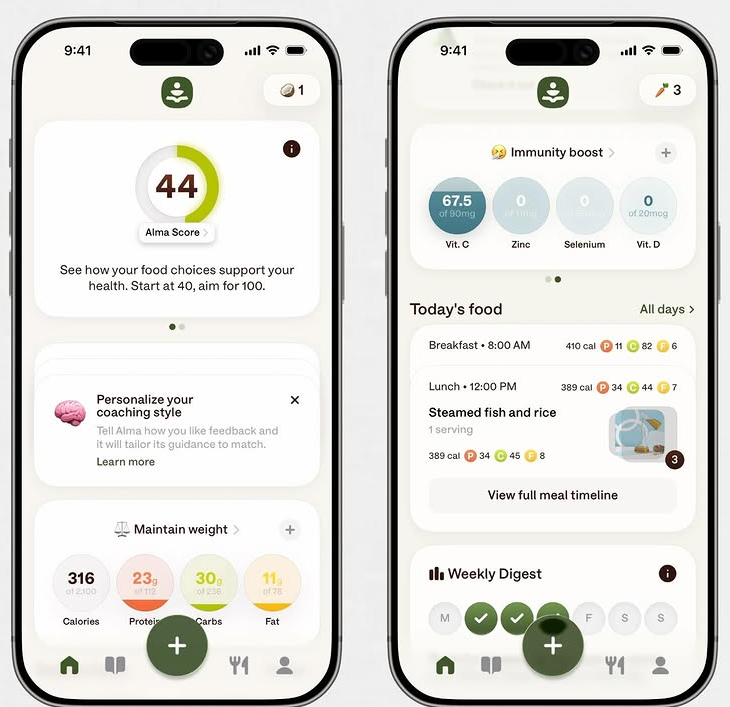 9:41
1
44
Alma Score
See how your food choices support your
health. Start at 40, aim for 100.
Personalize your
coaching style
Tell Alma how you like feedback and
it will tailor its guidance to match.
Learn more
Maintain weight
316
of 2,100
Calories
23g
of 112
Protein
30g
of 236
Carbs
11g
of 78
Fat
9:41
3
Immunity boost
67.5
of 90mg
Vit. C
0
of 11mg
Zinc
0
Selenium
0
of 20mcg
Vit. D
Today's food
All days
Breakfast • 8:00 AM
410 cal P 11 C 82 F 6
Lunch • 12:00 PM
389 cal P 34 C 44 F 7
Steamed fish and rice
1 serving
389 cal P 34 C 45 F 8
3
View full meal timeline
Weekly Digest
M
F
S
S